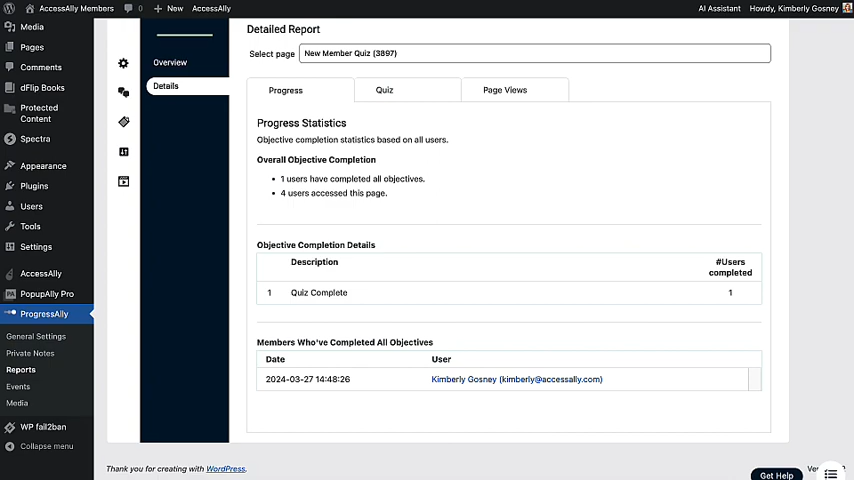 AccessAlly Members
0
New
AccessAlly
AI Assistant
Howdy, Kimberly Gosney
Media
Pages
Comments
dFlip Books
Protected
Content
Spectra
Appearance
Plugins
Users
Tools
Settings
AccessAlly
PopupAlly Pro
ProgressAlly
General Settings
Private Notes
Reports
Events
Media
WP fail2ban
Collapse menu
Overview
Details
Detailed Report
Select page
New Member Quiz (3897)
Progress
Quiz
Page Views
Progress Statistics
Objective completion statistics based on all users.
Overall Objective Completion
• 1 users have completed all objectives.
• 4 users accessed this page.
Objective Completion Details
Description
#Users
completed
1
Quiz Complete
1
Members Who've Completed All Objectives
Date
User
2024-03-27 14:48:26
Kimberly Gosney (kimberly@accessally.com)
Thank you for creating with WordPress.
Get Help